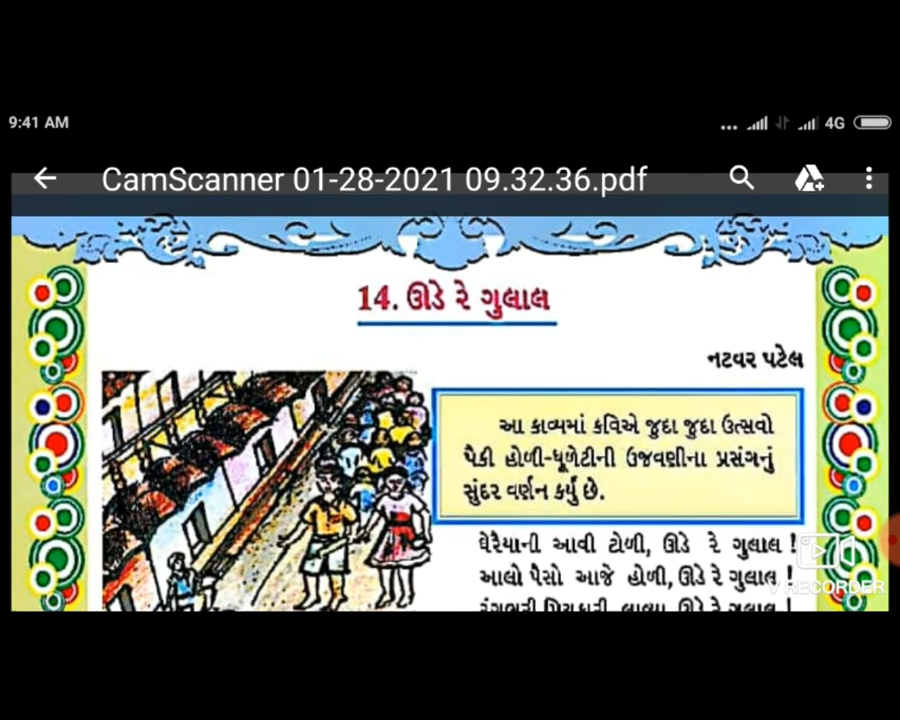 9:41 AM
4G
CamScanner 01-28-2021 09.32.36.pdf
14. ઊડે રે ગુલાલ
નટવર પટેલ
આ કાવ્યમાં કવિએ જુદા જુદા ઉત્સવો
પૈકી હોળી-ધૂળેટીની ઉજવણીના પ્રસંગનું
સુંદર વર્ણન કર્યું છે.
ઘેરૈયાની આવી ટોળી, ઊડે રે ગુલાલ !
આલો પૈસો આજે હોળી, ઊડે રે ગુલાલ !
લાવ્યા ઊડે રે ગુલાલ !
V RECORDER